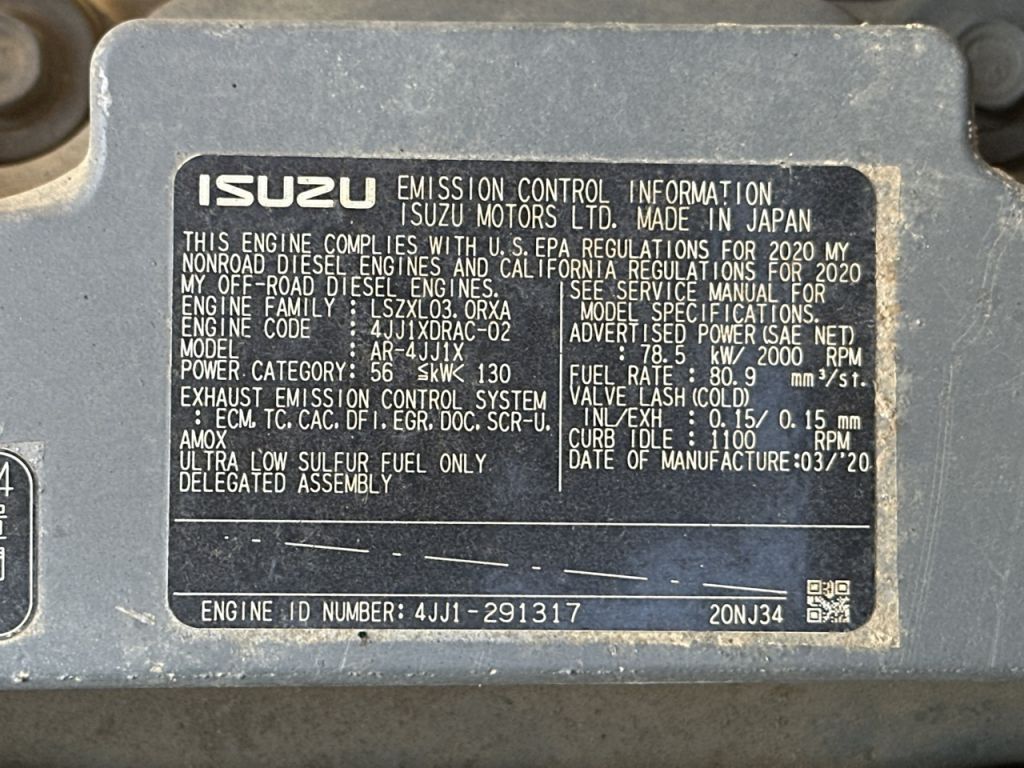 ISUZU EMISSION CONTROL INFORMATION
ISUZU MOTORS LTD. MADE IN JAPAN
THIS ENGINE COMPLIES WITH U.S.EPA REGULATIONS FOR 2020 MY
NONROAD DIESEL ENGINES AND CALIFORNIA REGULATIONS FOR 2020
MY OFF-ROAD DIESEL ENGINES.
ENGINE FAMILY : LSZXL03.0RXA
ENGINE CODE : 4JJ1XDRAC-02
MODEL : AR-4JJ1X
POWER CATEGORY: 56 ≦kW< 130
EXHAUST EMISSION CONTROL SYSTEM
: ECM, TC, CAC, DFI, EGR, DOC, SCR-U,
AMOX
ULTRA LOW SULFUR FUEL ONLY
DELEGATED ASSEMBLY
SEE SERVICE MANUAL FOR
MODEL SPECIFICATIONS.
ADVERTISED POWER(SAE NET)
: 78.5 kW/ 2000 RPM
FUEL RATE : 80.9 mm³/st.
VALVE LASH(COLD)
INL/EXH : 0.15/ 0.15 mm
CURB IDLE : 1100 RPM
DATE OF MANUFACTURE:03/'20
ENGINE ID NUMBER: 4JJ1-291317 20NJ34
4